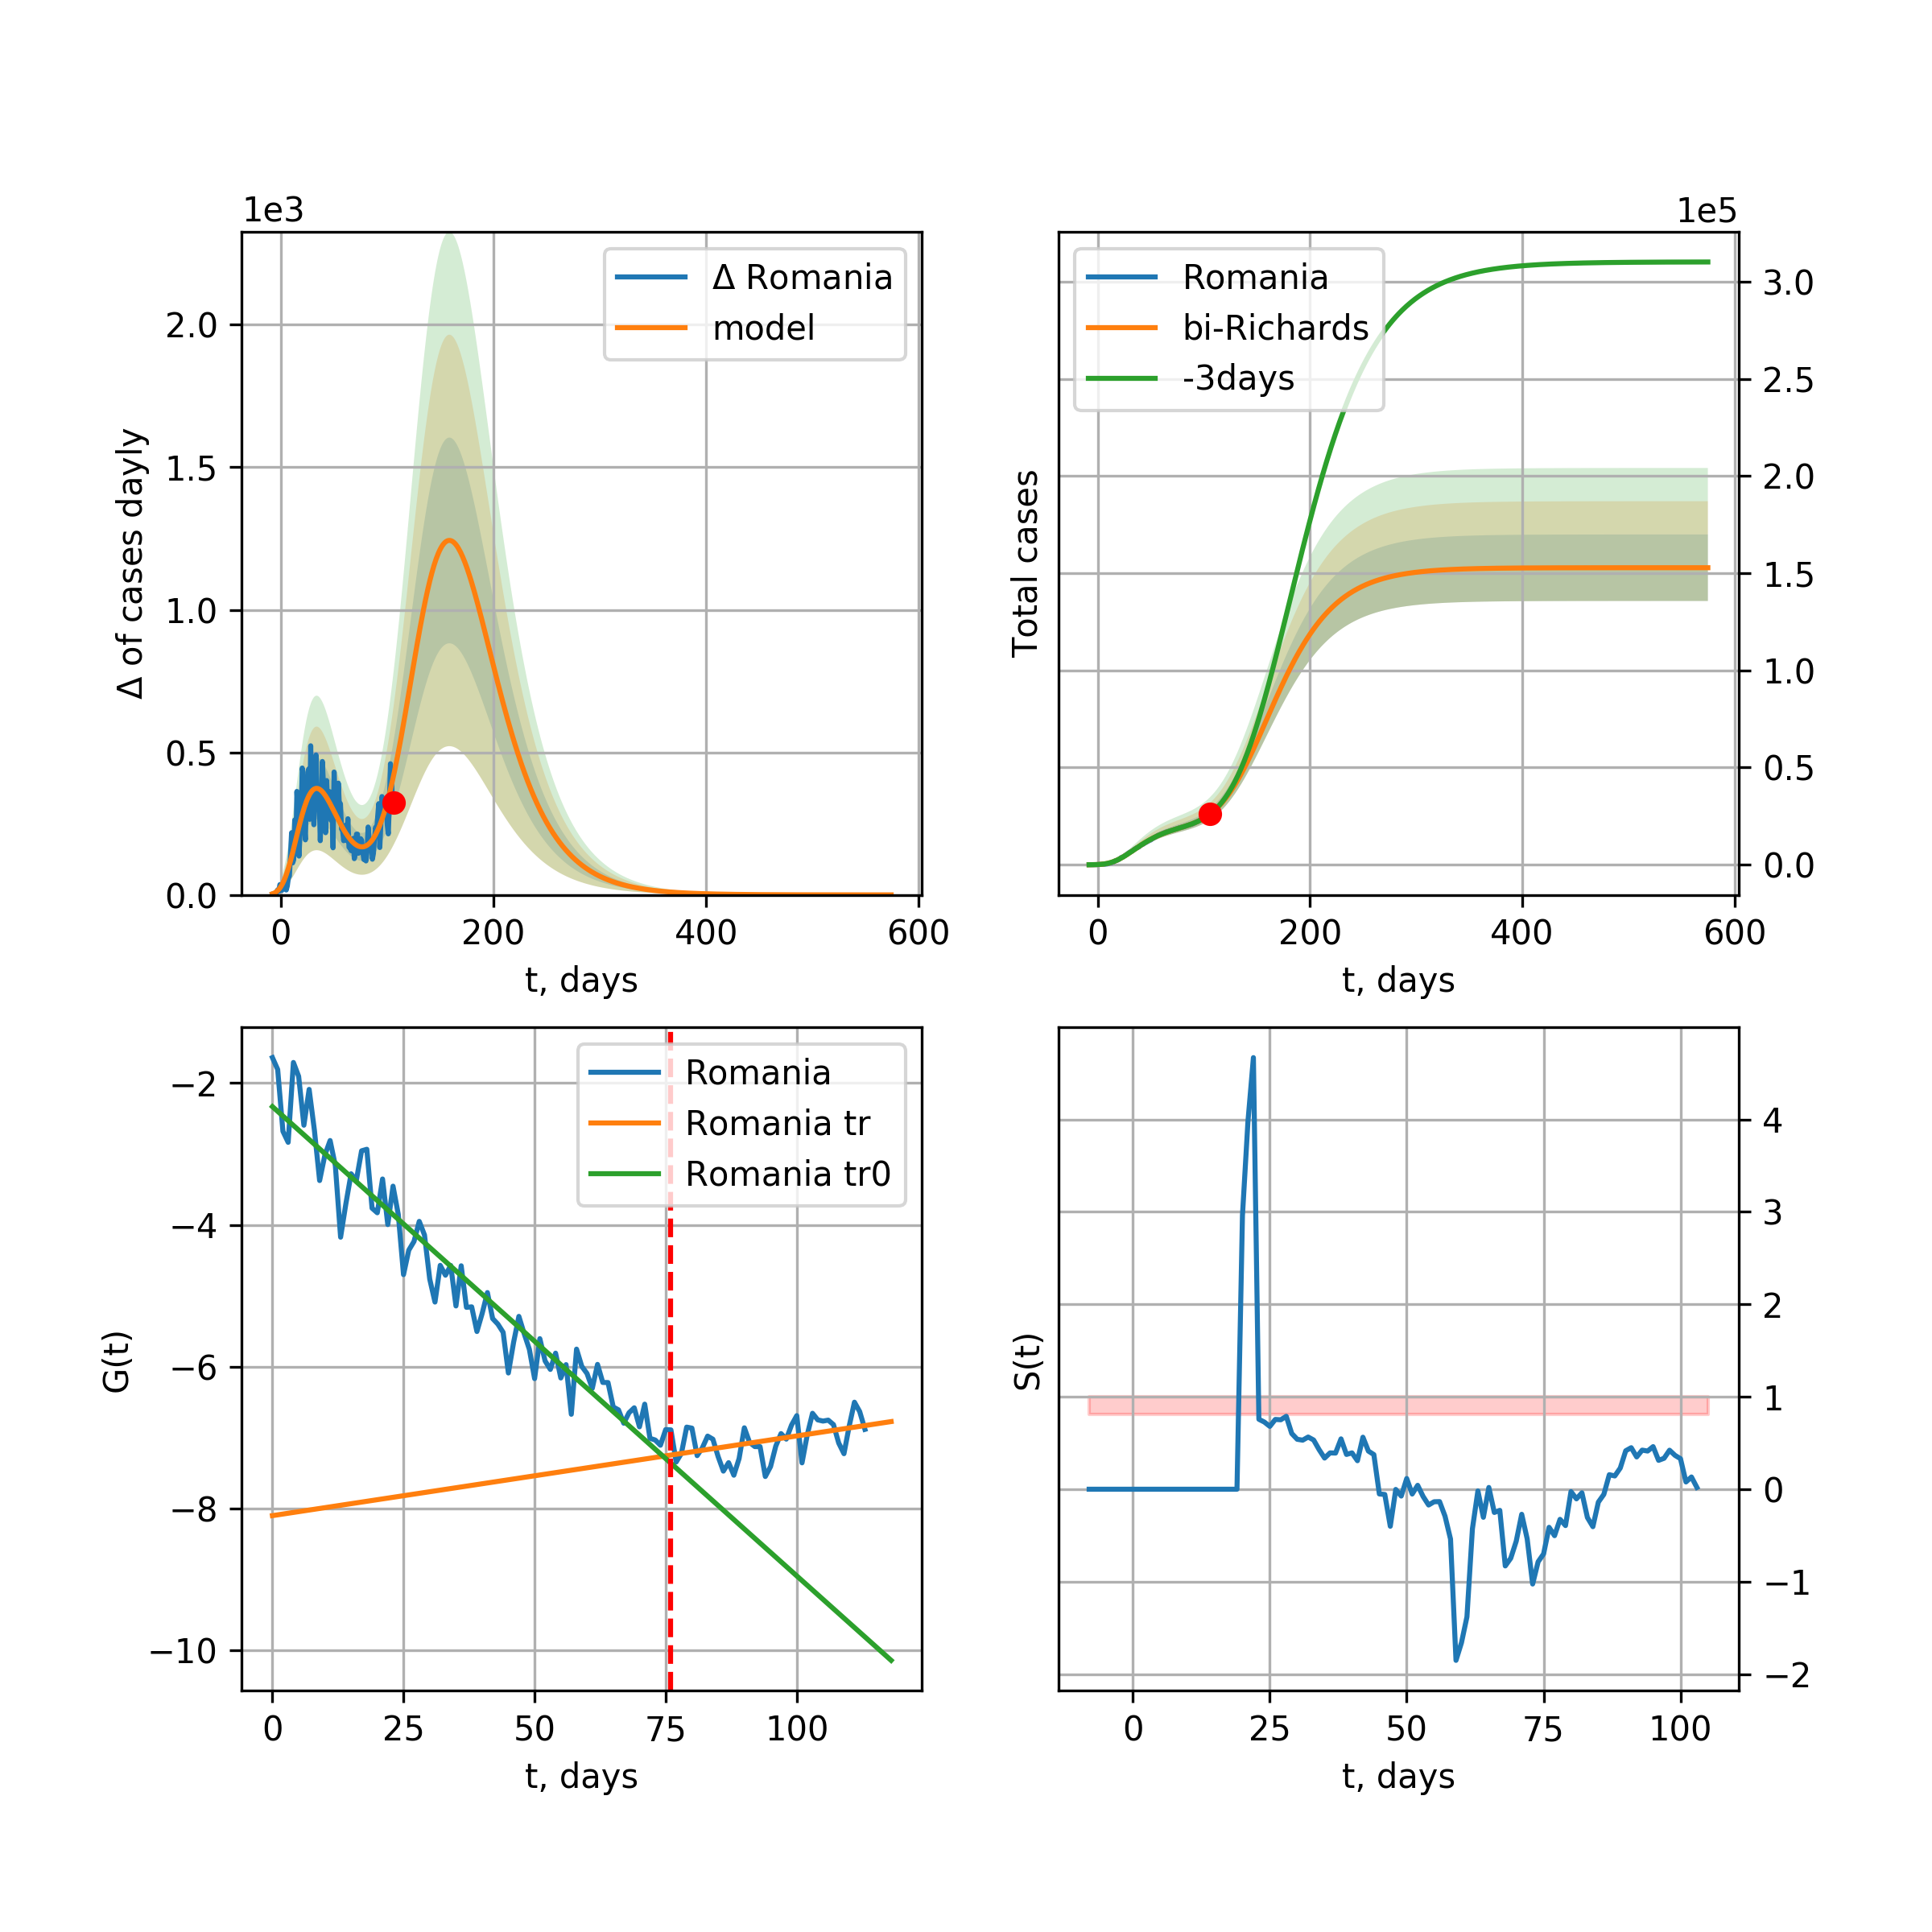 1e3
Δ of cases dayly
2.0
1.5
1.0
0.5
0.0
0 200 400 600
t, days
Δ Romania
model
1e5
Total cases
3.0
2.5
2.0
1.5
1.0
0.5
0.0
0 200 400 600
t, days
Romania
bi-Richards
-3days
G(t)
−2
−4
−6
−8
−10
0 25 50 75 100
t, days
Romania
Romania tr
Romania tr0
S(t)
4
3
2
1
0
−1
−2
0 25 50 75 100
t, days